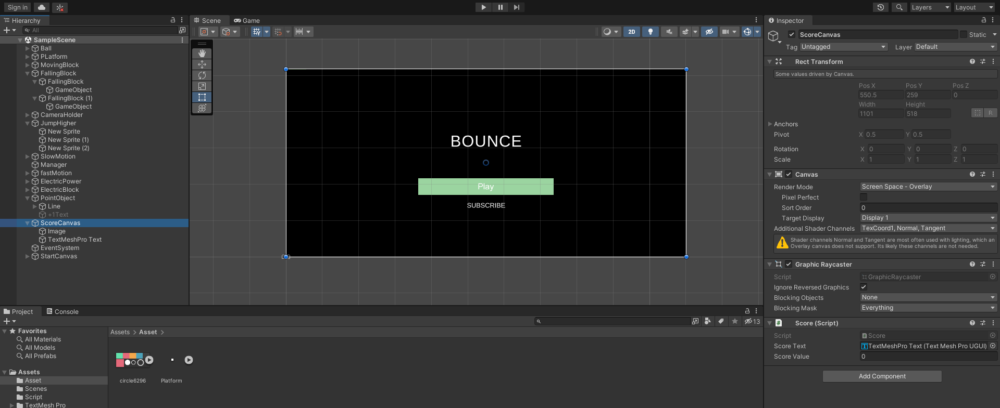 Sign in
Layers
Layout
Hierarchy
All
SampleScene
Ball
PLatform
MovingBlock
FallingBlock
FallingBlock
GameObject
FallingBlock (1)
GameObject
CameraHolder
JumpHigher
New Sprite
New Sprite (1)
New Sprite (2)
SlowMotion
Manager
fastMotion
ElectricPower
ElectricBlock
PointObject
Line
+1Text
ScoreCanvas
Image
TextMeshPro Text
EventSystem
StartCanvas
Scene
Game
2D
BOUNCE
Play
SUBSCRIBE
Project
Console
13
Favorites
All Materials
All Models
All Prefabs
Assets
Asset
Scenes
Script
TextMesh Pro
Assets > Asset >
circle6296
Platform
Inspector
ScoreCanvas
Static
Tag Untagged
Layer Default
Rect Transform
Some values driven by Canvas.
Pos X Pos Y Pos Z
550.5 259 0
Width Height
1101 518
R
Anchors
Pivot X 0.5 Y 0.5
Rotation X 0 Y 0 Z 0
Scale X 1 Y 1 Z 1
Canvas
Render Mode Screen Space - Overlay
Pixel Perfect
Sort Order 0
Target Display Display 1
Additional Shader Channels TexCoord1, Normal, Tangent
Shader channels Normal and Tangent are most often used with lighting, which an
Overlay canvas does not support. Its likely these channels are not needed.
Graphic Raycaster
Script GraphicRaycaster
Ignore Reversed Graphics
Blocking Objects None
Blocking Mask Everything
# Score (Script)
Script Score
Score Text TextMeshPro Text (Text Mesh Pro UGUI)
Score Value 0
Add Component